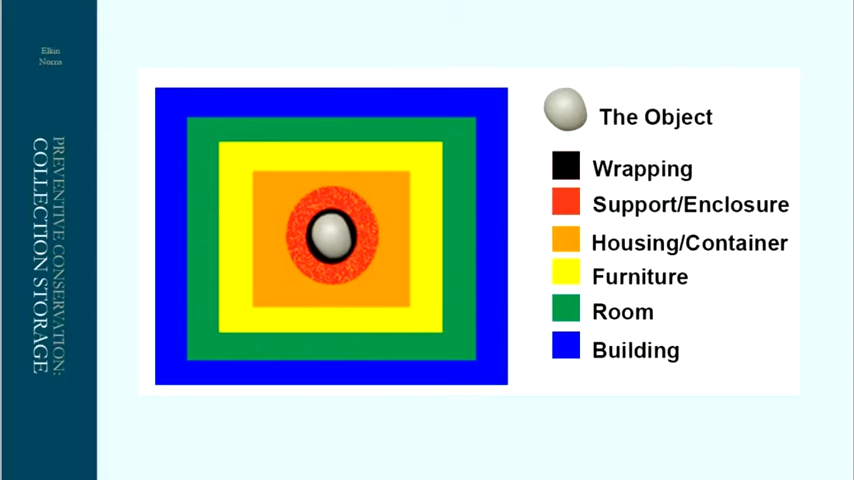 Elkin
Norris
PREVENTIVE CONSERVATION:
COLLECTION STORAGE
The Object
Wrapping
Support/Enclosure
Housing/Container
Furniture
Room
Building